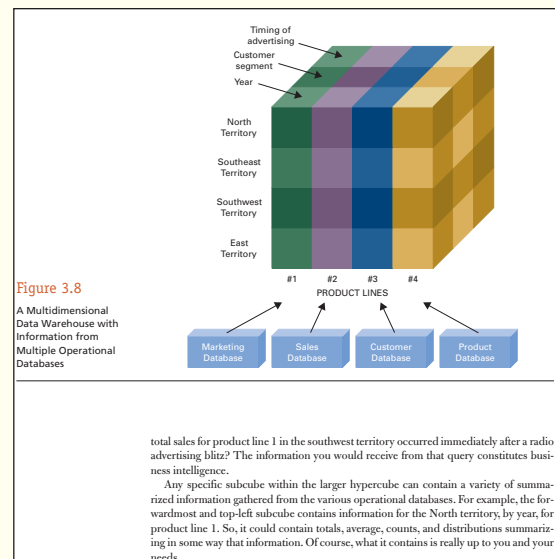 Timing of
advertising
Customer
segment
Year
North
Territory
Southeast
Territory
Southwest
Territory
East
Territory
#1 #2 #3 #4
PRODUCT LINES
Marketing
Database
Sales
Database
Customer
Database
Product
Database
Figure 3.8
A Multidimensional
Data Warehouse with
Information from
Multiple Operational
Databases
total sales for product line 1 in the southwest territory occurred immediately after a radio
advertising blitz? The information you would receive from that query constitutes busi-
ness intelligence.
Any specific subcube within the larger hypercube can contain a variety of summa-
rized information gathered from the various operational databases. For example, the for-
wardmost and top-left subcube contains information for the North territory, by year, for
product line 1. So, it could contain totals, average, counts, and distributions summariz-
ing in some way that information. Of course, what it contains is really up to you and your
needs.